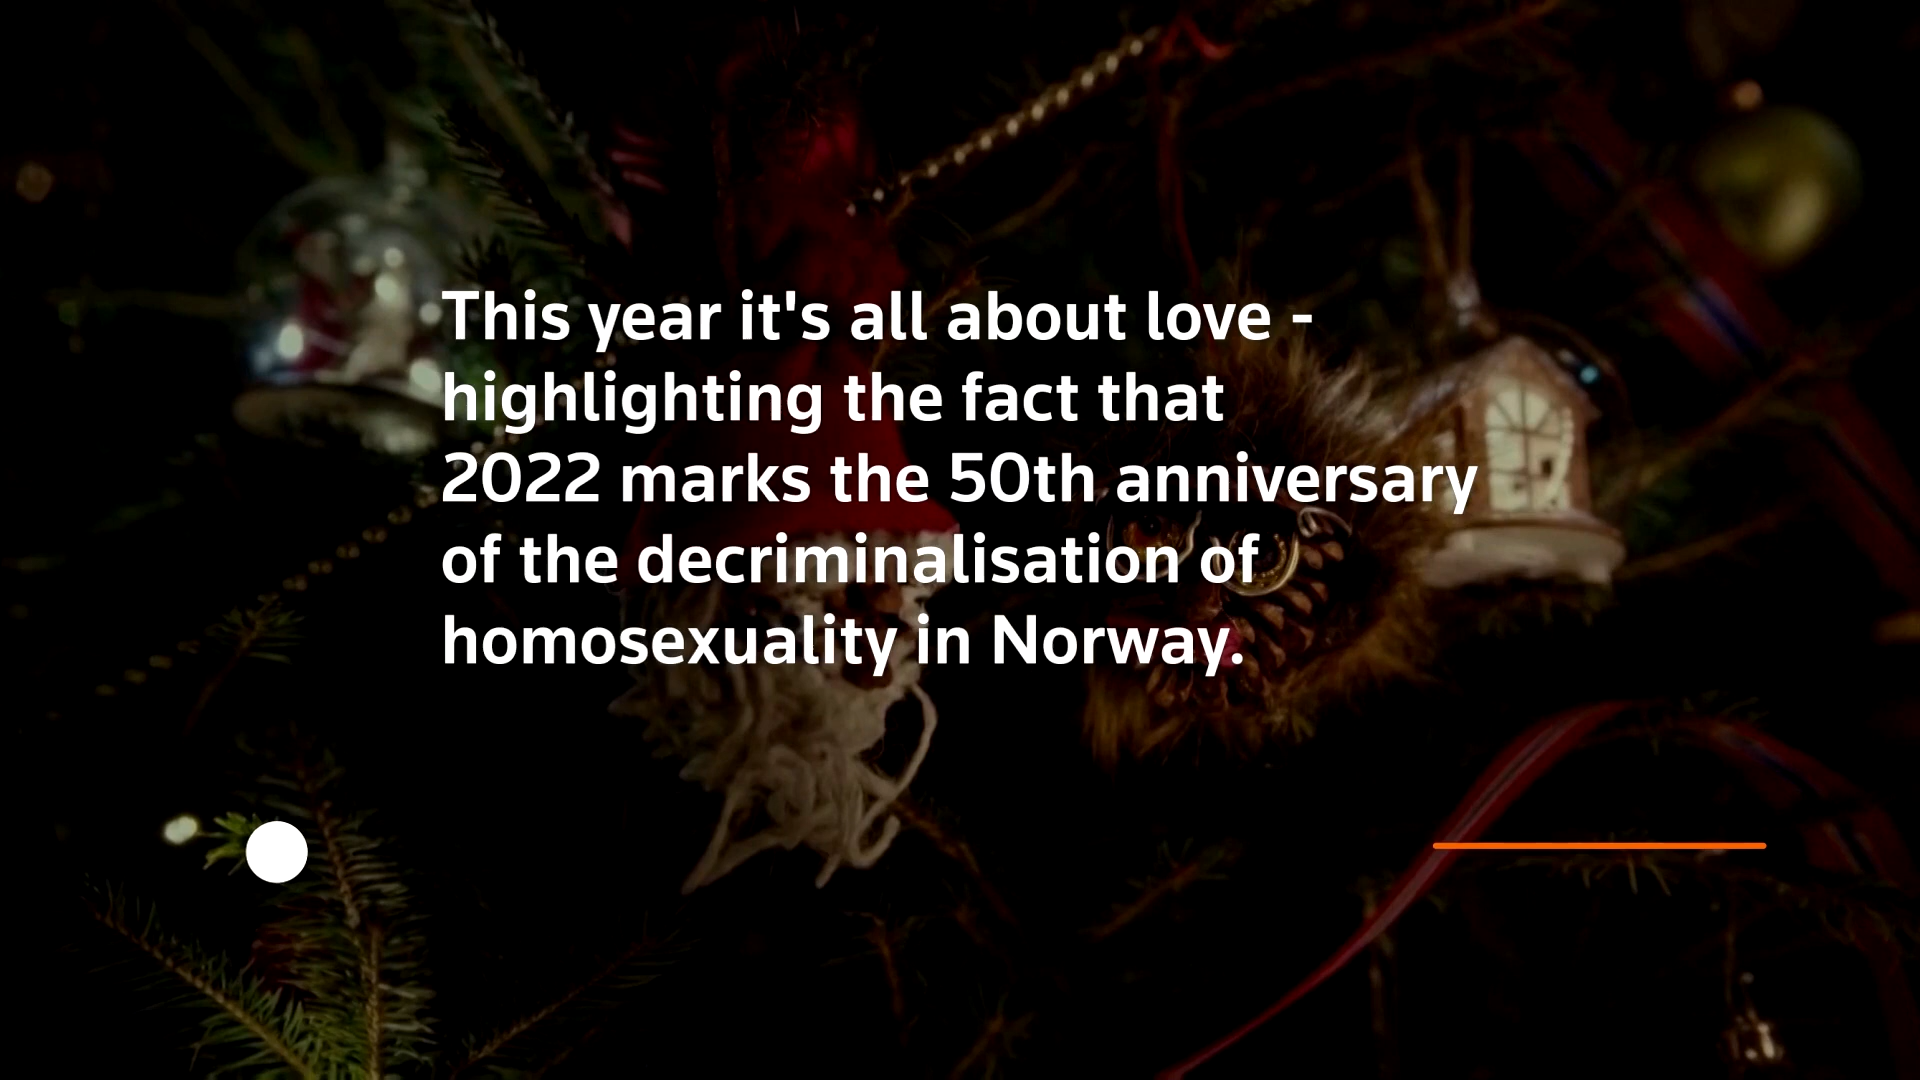 This year it's all about love -
highlighting the fact that
2022 marks the 50th anniversary
of the decriminalisation of
homosexuality in Norway.